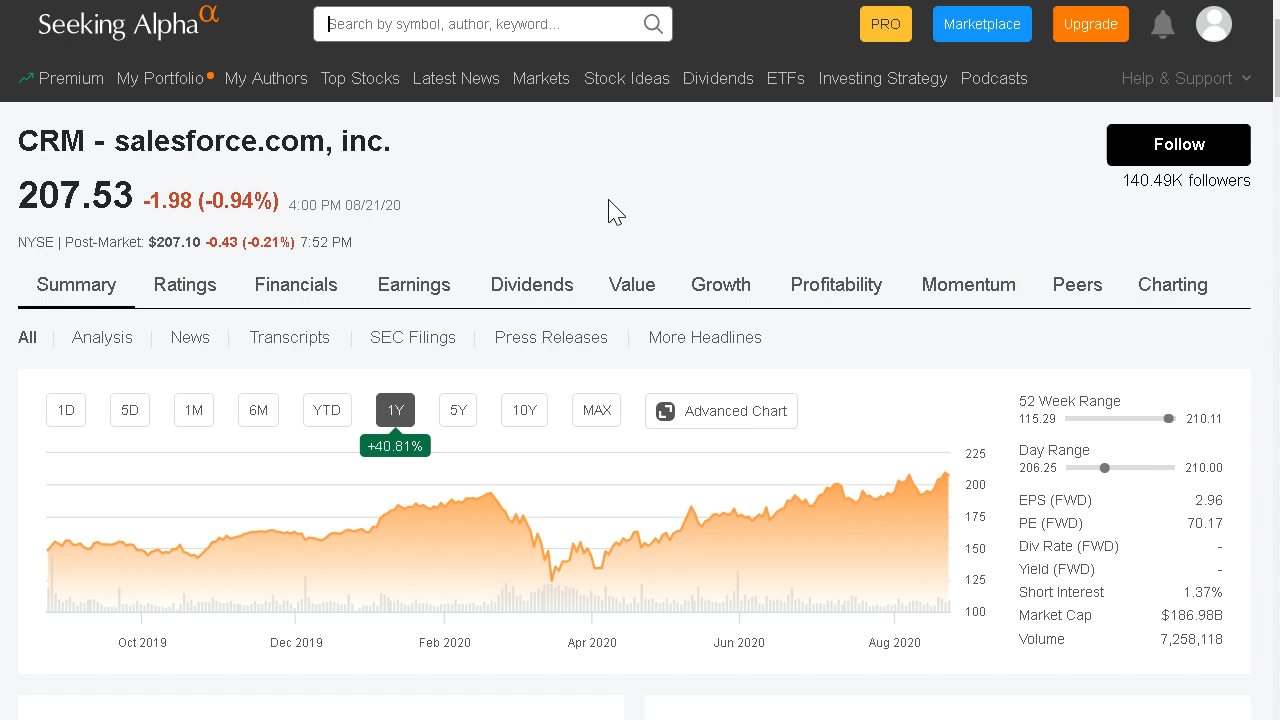 Seeking Alpha α
Search by symbol, author, keyword...
PRO
Marketplace
Upgrade
Premium My Portfolio My Authors Top Stocks Latest News Markets Stock Ideas Dividends ETFs Investing Strategy Podcasts Help & Support
CRM - salesforce.com, inc.
Follow
207.53 -1.98 (-0.94%) 4:00 PM 08/21/20
140.49K followers
NYSE | Post-Market: $207.10 -0.43 (-0.21%) 7:52 PM
Summary Ratings Financials Earnings Dividends Value Growth Profitability Momentum Peers Charting
All Analysis News Transcripts SEC Filings Press Releases More Headlines
1D 5D 1M 6M YTD 1Y 5Y 10Y MAX Advanced Chart
+40.81%
225
200
175
150
125
100
Oct 2019 Dec 2019 Feb 2020 Apr 2020 Jun 2020 Aug 2020
52 Week Range
115.29 210.11
Day Range
206.25 210.00
EPS (FWD) 2.96
PE (FWD) 70.17
Div Rate (FWD) -
Yield (FWD) -
Short Interest 1.37%
Market Cap $186.98B
Volume 7,258,118